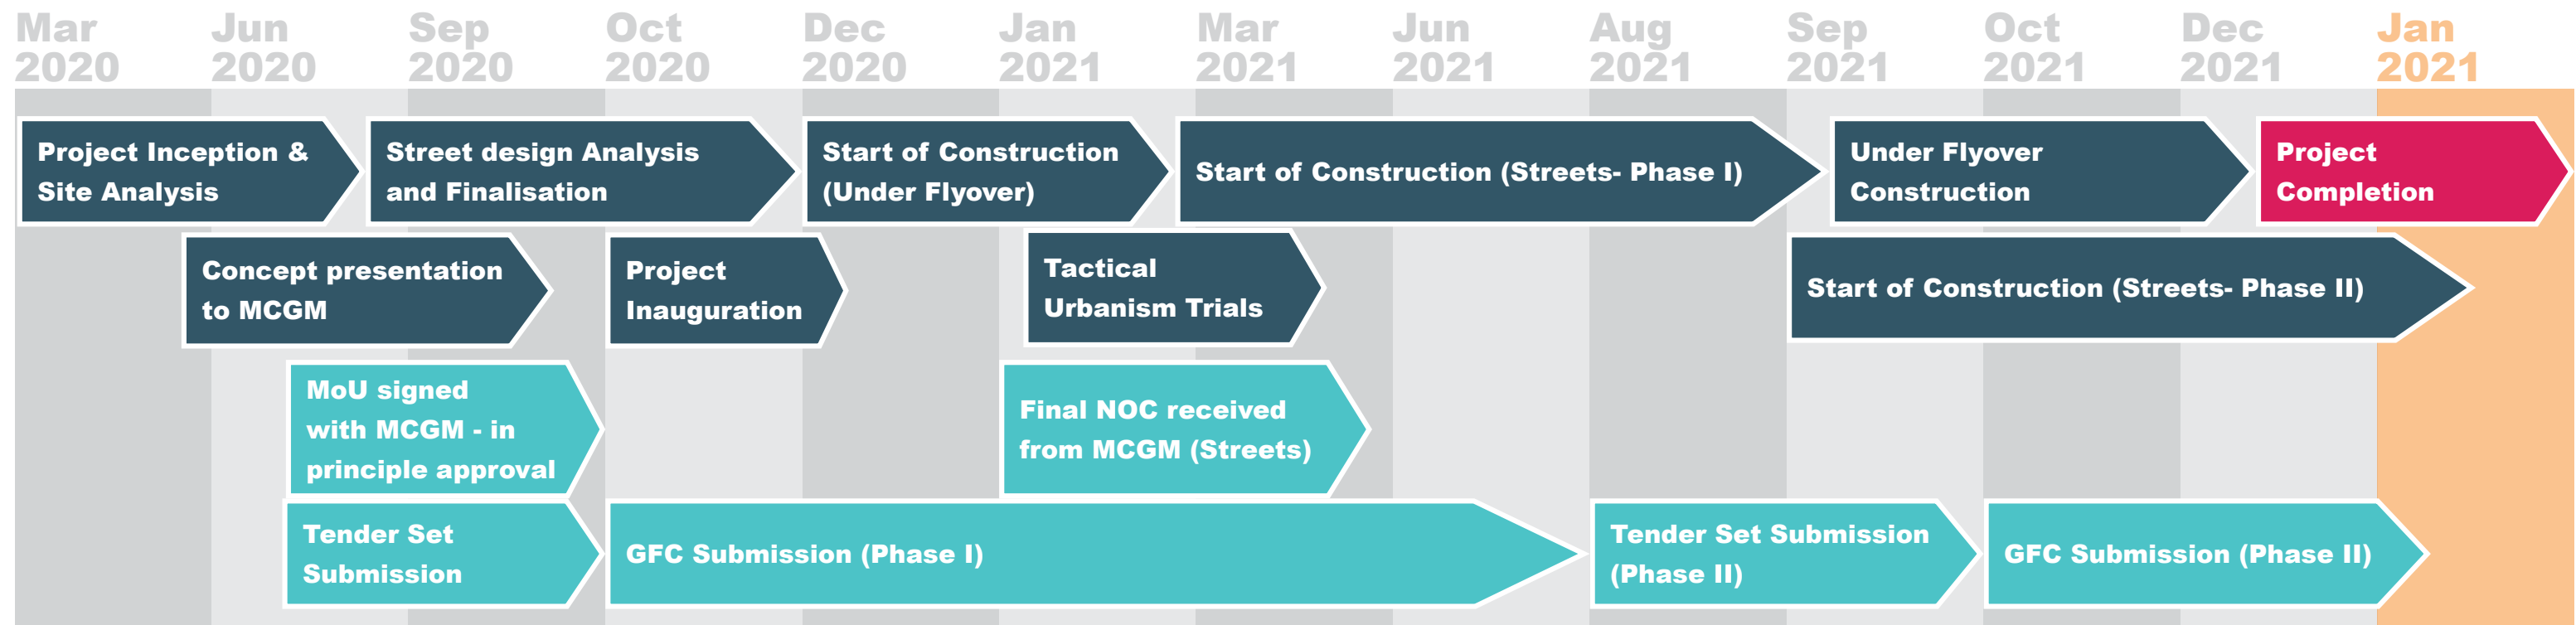 Mar Jun Sep Oct Dec Jan Mar Jun Aug Sep Oct Dec Jan
2020 2020 2020 2020 2020 2021 2021 2021 2021 2021 2021 2021 2021
Project Inception &
Site Analysis
Street design Analysis
and Finalisation
Start of Construction
(Under Flyover)
Start of Construction (Streets- Phase I)
Under Flyover
Construction
Project
Completion
Concept presentation
to MCGM
Project
Inauguration
Tactical
Urbanism Trials
Start of Construction (Streets- Phase II)
MoU signed
with MCGM - in
principle approval
Final NOC received
from MCGM (Streets)
Tender Set
Submission
GFC Submission (Phase I)
Tender Set Submission
(Phase II)
GFC Submission (Phase II)